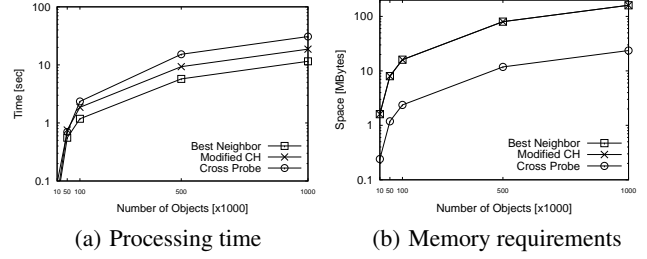 100
10
1
0.1
Time [sec]
10 50 100 500 1000
Number of Objects [x1000]
Best Neighbor
Modified CH
Cross Probe
(a) Processing time
100
10
1
0.1
Space [MBytes]
10 50 100 500 1000
Number of Objects [x1000]
Best Neighbor
Modified CH
Cross Probe
(b) Memory requirements